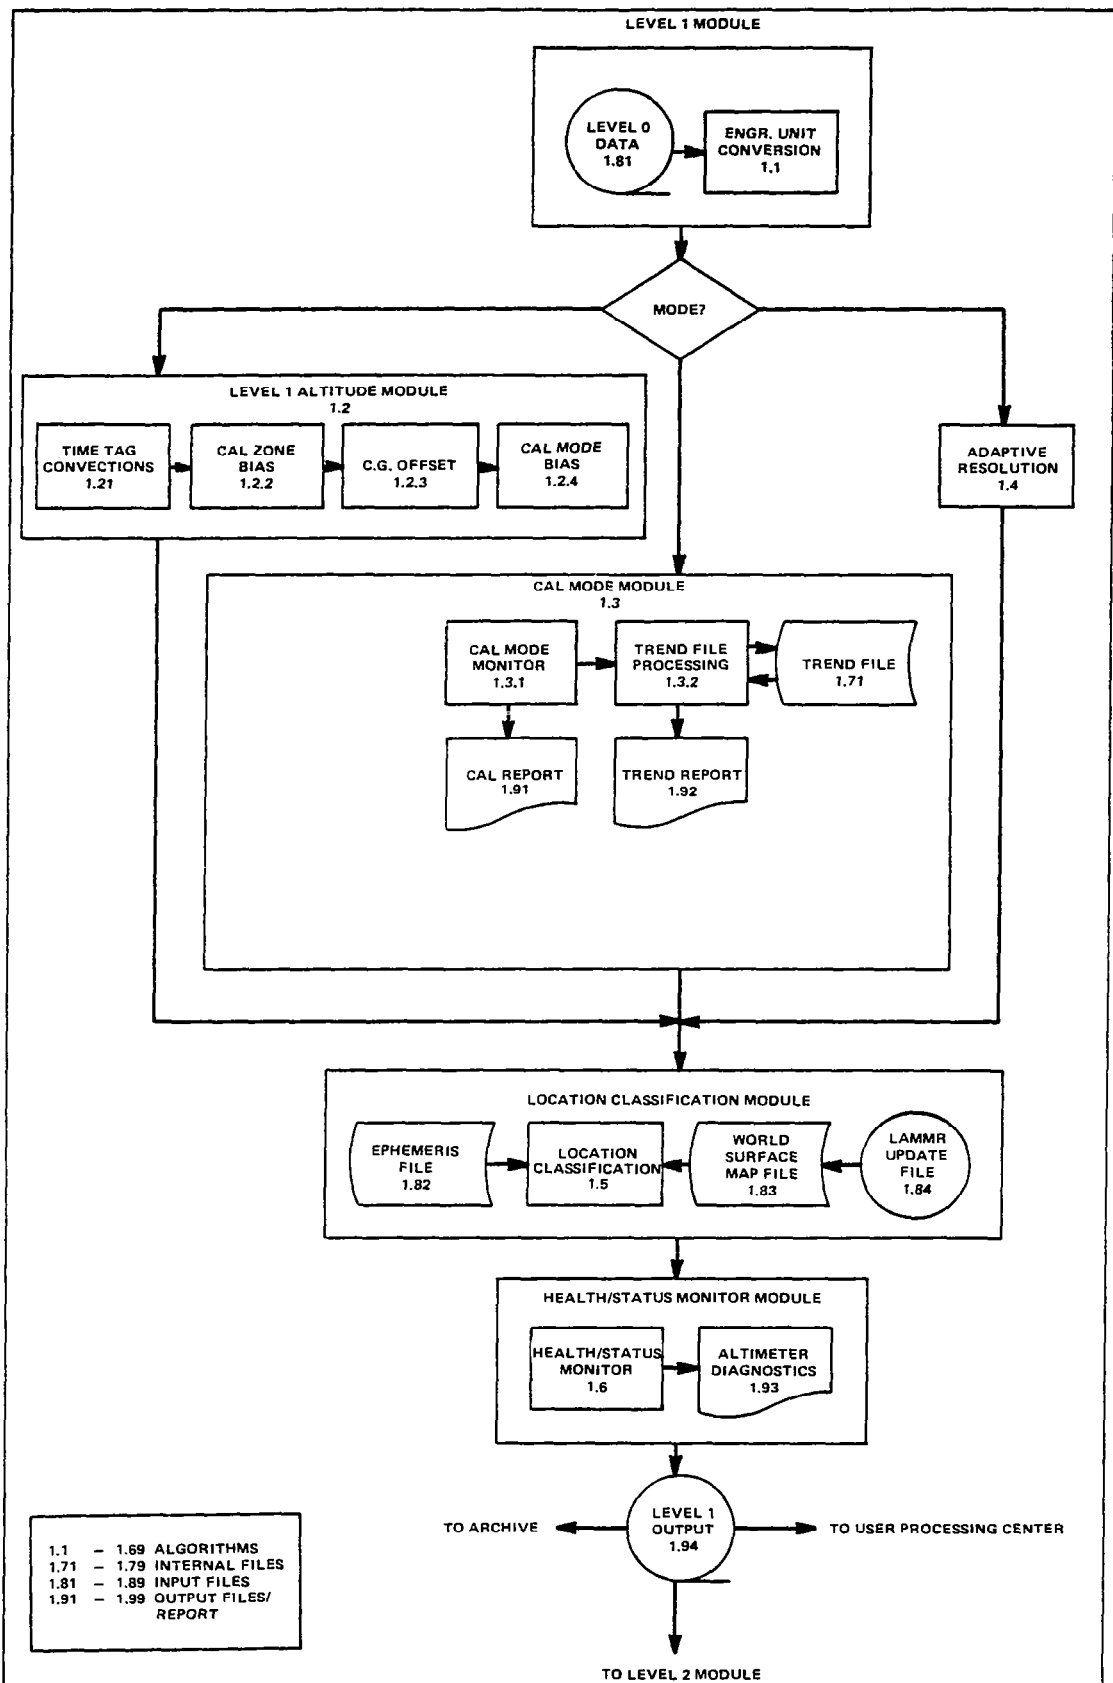 LEVEL 1 MODULE
LEVEL 0
DATA
1.81
ENGR. UNIT
CONVERSION
1.1
MODE?
LEVEL 1 ALTITUDE MODULE
1.2
TIME TAG
CONVECTIONS
1.21
CAL ZONE
BIAS
1.2.2
C.G. OFFSET
1.2.3
CAL MODE
BIAS
1.2.4
ADAPTIVE
RESOLUTION
1.4
CAL MODE MODULE
1.3
CAL MODE
MONITOR
1.3.1
TREND FILE
PROCESSING
1.3.2
TREND FILE
1.71
CAL REPORT
1.91
TREND REPORT
1.92
LOCATION CLASSIFICATION MODULE
EPHEMERIS
FILE
1.82
LOCATION
CLASSIFICATION
1.5
WORLD
SURFACE
MAP FILE
1.83
LAMMR
UPDATE
FILE
1.84
HEALTH/STATUS MONITOR MODULE
HEALTH/STATUS
MONITOR
1.6
ALTIMETER
DIAGNOSTICS
1.93
LEVEL 1
OUTPUT
1.94
TO ARCHIVE
TO USER PROCESSING CENTER
1.1 – 1.69 ALGORITHMS
1.71 – 1.79 INTERNAL FILES
1.81 – 1.89 INPUT FILES
1.91 – 1.99 OUTPUT FILES/
REPORT
TO LEVEL 2 MODULE